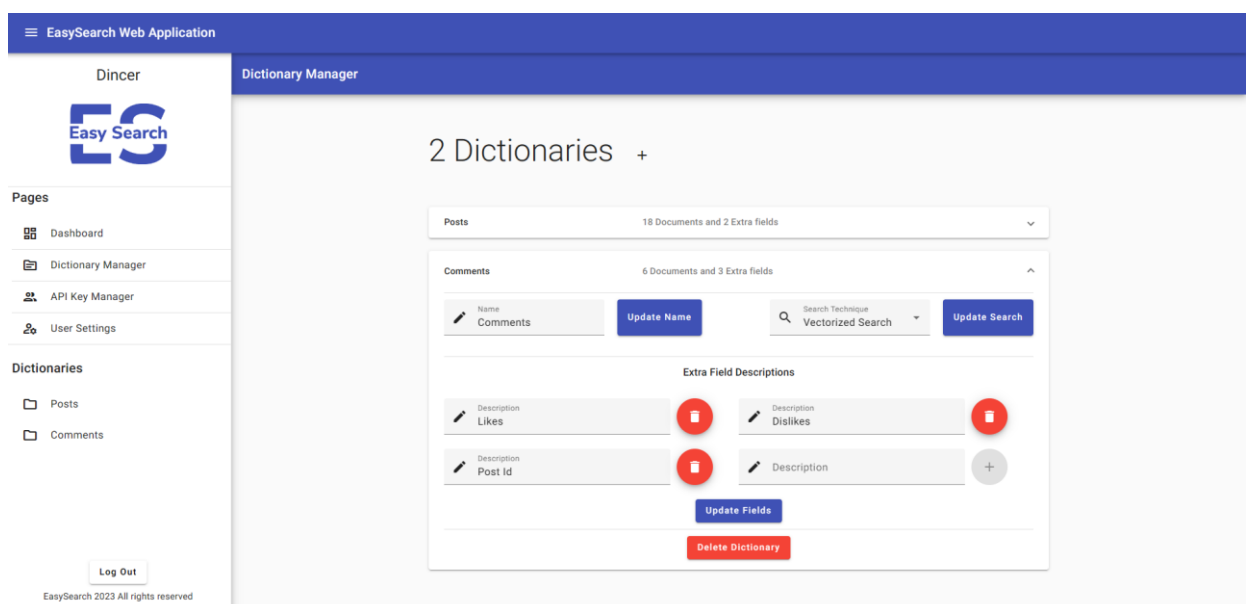 EasySearch Web Application
Dincer
Dictionary Manager
ES
Easy Search
2 Dictionaries +
Pages
Dashboard
Dictionary Manager
API Key Manager
User Settings
Dictionaries
Posts
Comments
Log Out
EasySearch 2023 All rights reserved
Posts 18 Documents and 2 Extra fields
Comments 6 Documents and 3 Extra fields
Name
Comments
Update Name
Search Technique
Vectorized Search
Update Search
Extra Field Descriptions
Description
Likes
Description
Dislikes
Description
Post Id
Description
Update Fields
Delete Dictionary